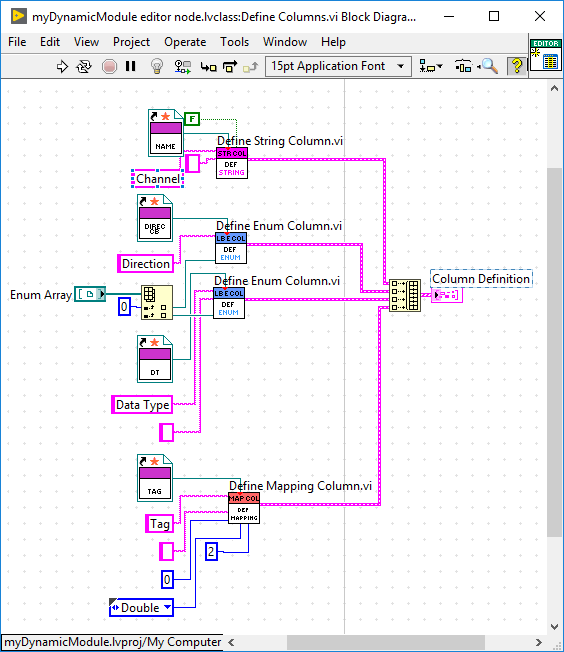 myDynamicModule editor node.lvclass:Define Columns.vi Block Diagra...
File Edit View Project Operate Tools Window Help
15pt Application Font
?
EDITOR
NAME
F
Define String Column.vi
STR COL
DEF
STRING
Channel
DIREC
CB
Define Enum Column.vi
LB E COL
DEF
ENUM
Direction
Define Enum Column.vi
LB E COL
DEF
ENUM
Enum Array
0
Column Definition
DT
Data Type
TAG
Define Mapping Column.vi
MAP COL
DEF
MAPPING
Tag
2
0
Double
myDynamicModule.lvproj/My Computer